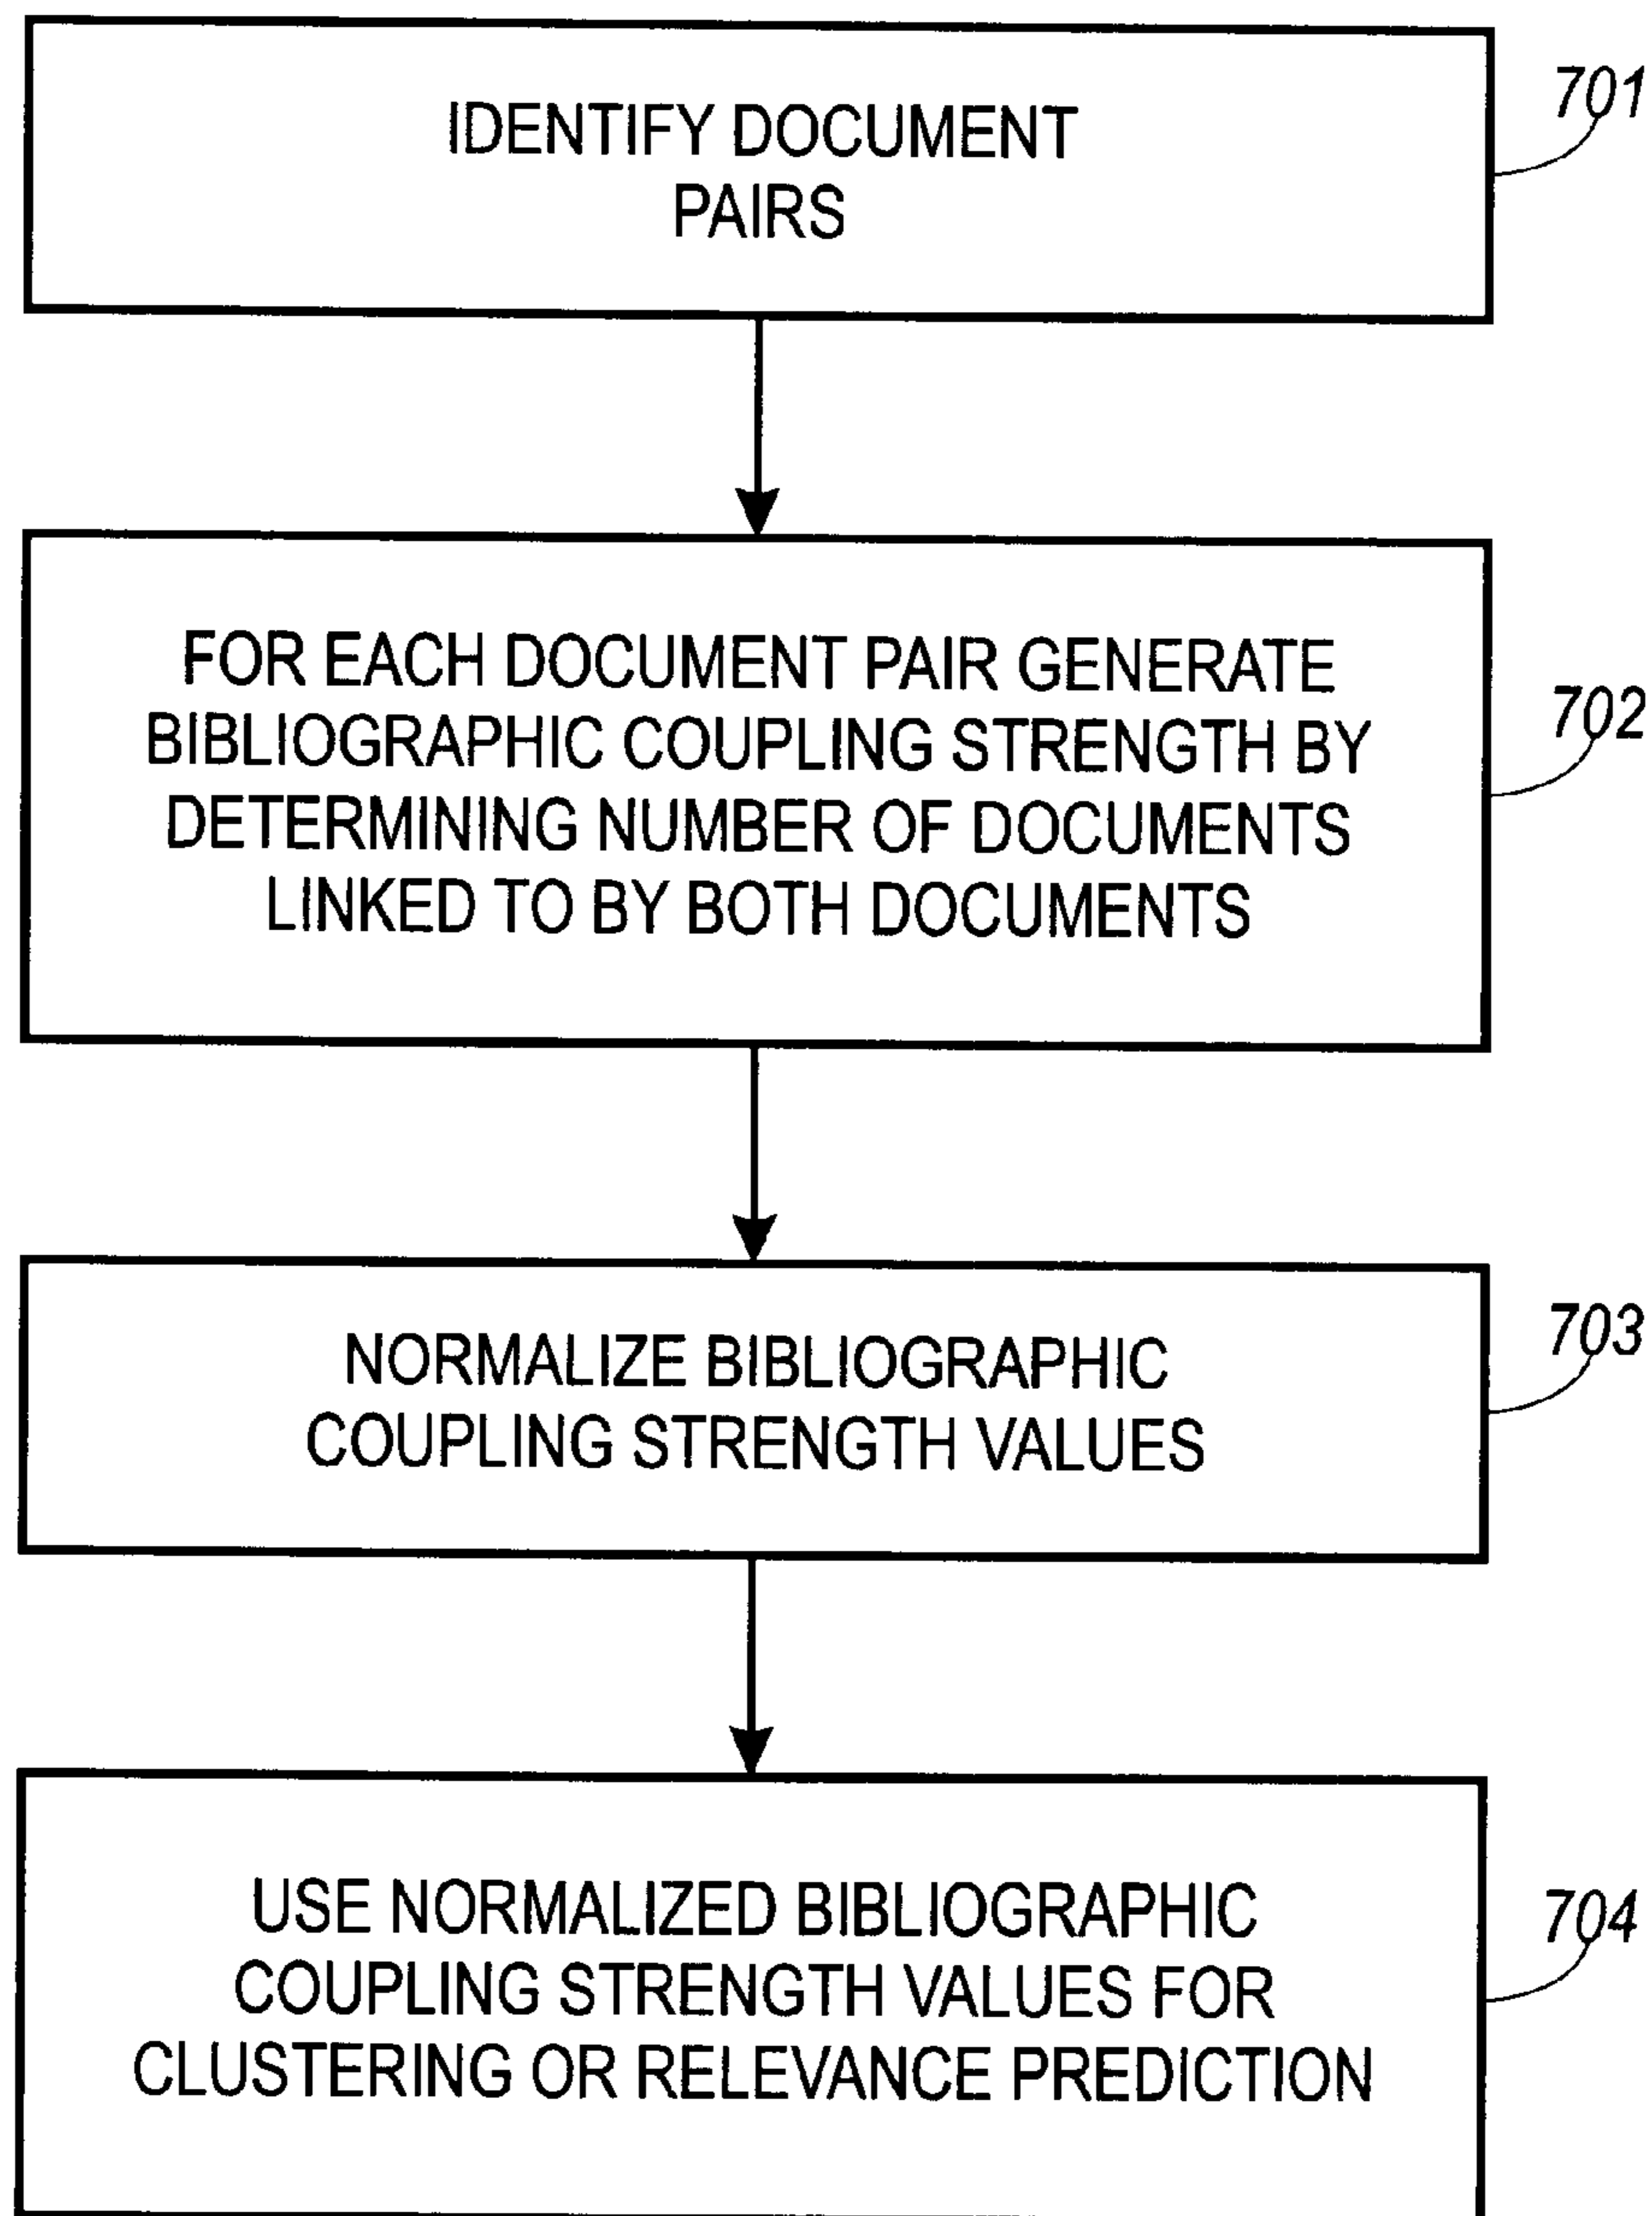 IDENTIFY DOCUMENT
PAIRS
701
FOR EACH DOCUMENT PAIR GENERATE
BIBLIOGRAPHIC COUPLING STRENGTH BY
DETERMINING NUMBER OF DOCUMENTS
LINKED TO BY BOTH DOCUMENTS
702
NORMALIZE BIBLIOGRAPHIC
COUPLING STRENGTH VALUES
703
USE NORMALIZED BIBLIOGRAPHIC
COUPLING STRENGTH VALUES FOR
CLUSTERING OR RELEVANCE PREDICTION
704